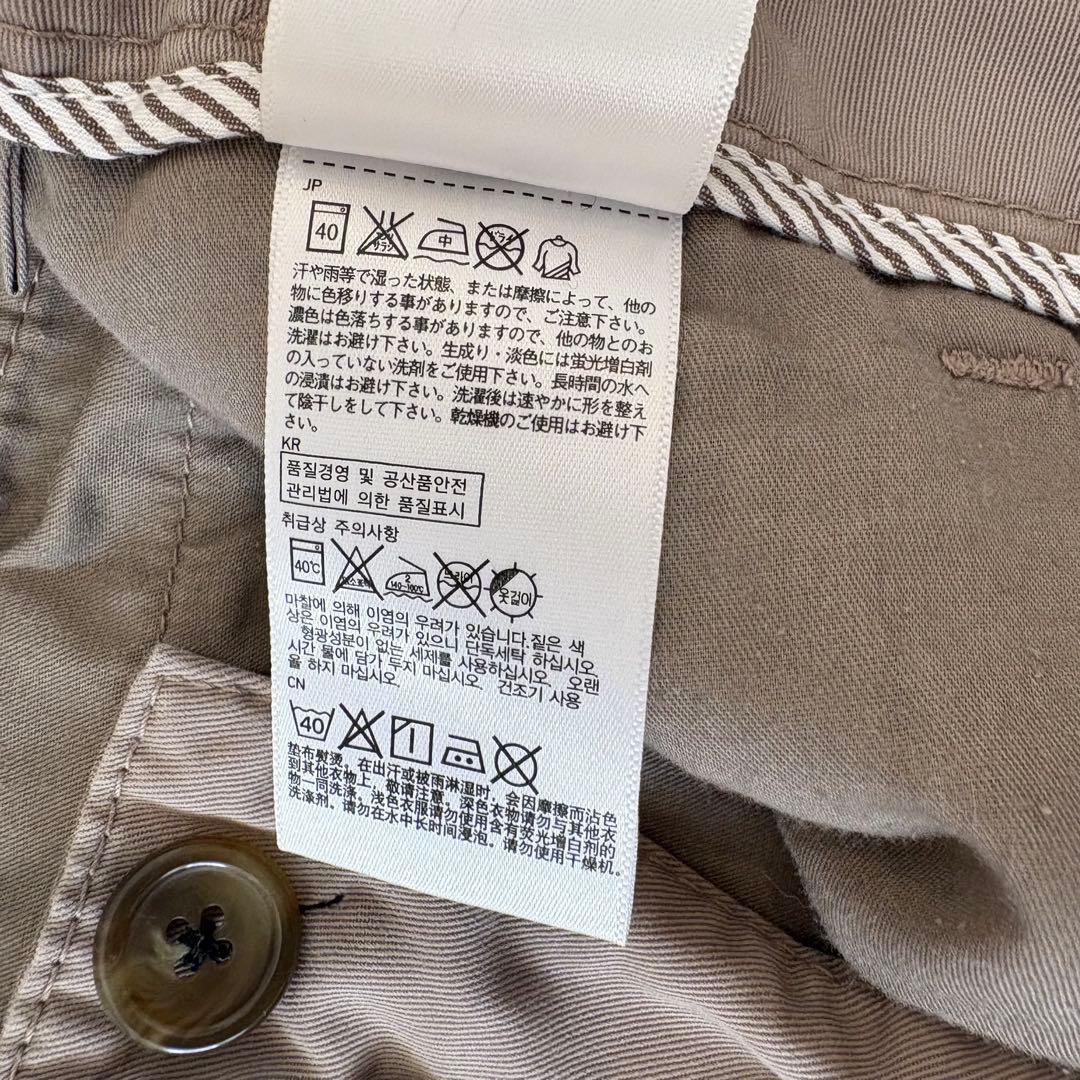 JP
40 中 ドライ
汗や雨等で湿った状態、または摩擦によって、他の
物に色移りする事がありますので、ご注意下さい。
濃色は色落ちする事がありますので、他の物とのお
洗濯はお避け下さい。生成り・淡色には蛍光増白剤
の入っていない洗剤をご使用下さい。長時間の水へ
の浸漬はお避け下さい。洗濯後は速やかに形を整え
て陰干しをして下さい。乾燥機のご使用はお避け下
さい。
KR
품질경영 및 공산품안전
관리법에 의한 품질표시
취급상 주의사항
40℃ 2 140~160℃ 드라이 옷걸이
마찰에 의해 이염의 우려가 있습니다.짙은 색
상은 이염의 우려가 있으니 단독세탁 하십시오.
형광성분이 없는 세제를 사용하십시오. 오랜
시간 물에 담가 두지 마십시오. 건조기 사용
을 하지 마십시오.
CN
40
垫布熨烫。在出汗或被雨淋湿时，会因摩擦而沾色
到其他衣物上，敬请注意。深色衣物请勿与其他衣
物一同洗涤。浅色衣服请勿使用含有荧光增白剂的
洗涤剂。请勿在水中长时间浸泡。请勿使用干燥机。